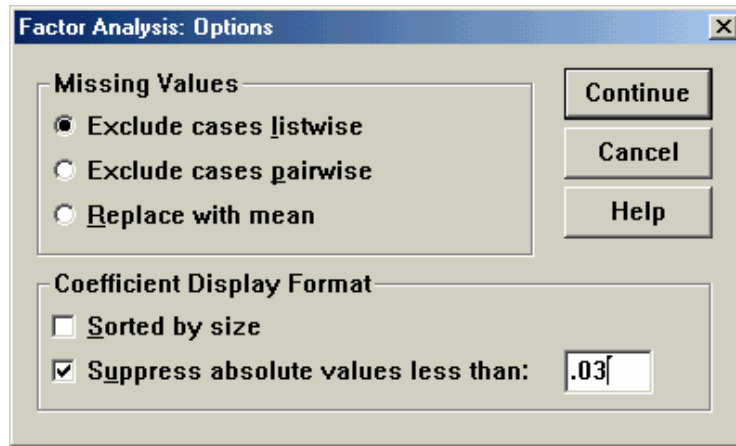 Factor Analysis: Options
Missing Values
Exclude cases listwise
Exclude cases pairwise
Replace with mean
Continue
Cancel
Help
Coefficient Display Format
Sorted by size
Suppress absolute values less than: .03